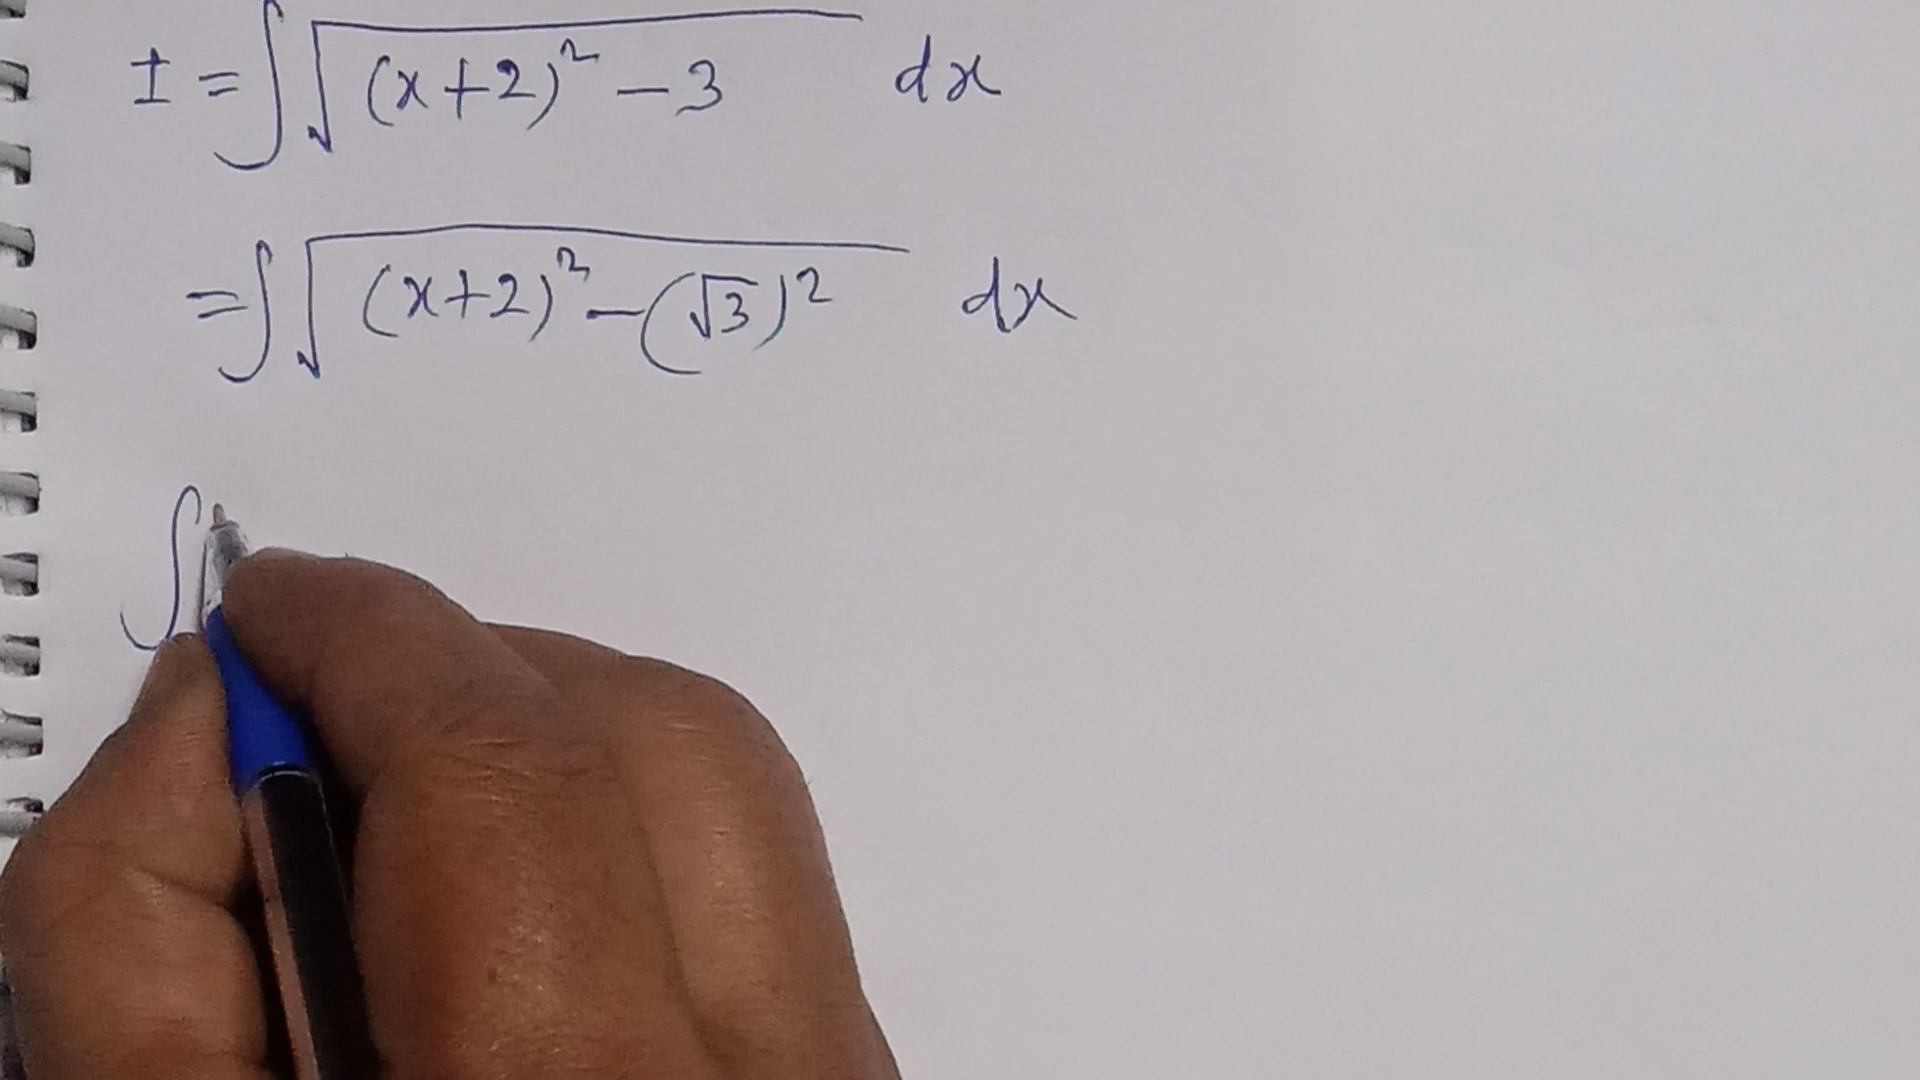 I = ∫ √(x+2)² - 3 dx
= ∫ √(x+2)² - (√3)² dx
∫